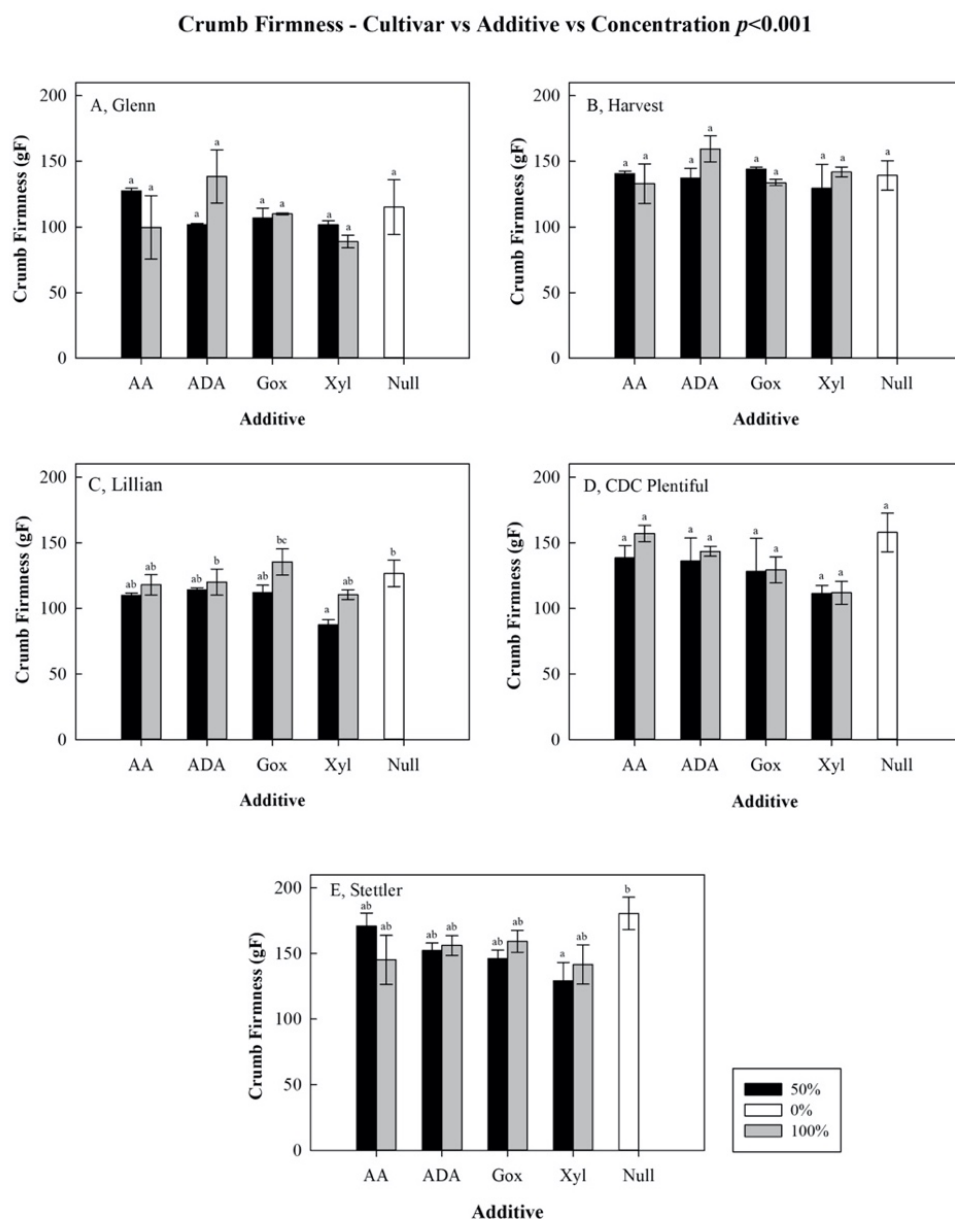 Crumb Firmness - Cultivar vs Additive vs Concentration p<0.001
A, Glenn
Crumb Firmness (gF)
200
150
100
50
0
a a a a a a a a a
AA ADA Gox Xyl Null
Additive
B, Harvest
Crumb Firmness (gF)
200
150
100
50
0
a a a a a a a a a
AA ADA Gox Xyl Null
Additive
C, Lillian
Crumb Firmness (gF)
200
150
100
50
0
ab ab ab b ab bc a ab b
AA ADA Gox Xyl Null
Additive
D, CDC Plentiful
Crumb Firmness (gF)
200
150
100
50
0
a a a a a a a a a
AA ADA Gox Xyl Null
Additive
E, Stettler
Crumb Firmness (gF)
200
150
100
50
0
ab ab ab ab ab ab a ab b
AA ADA Gox Xyl Null
Additive
50%
0%
100%